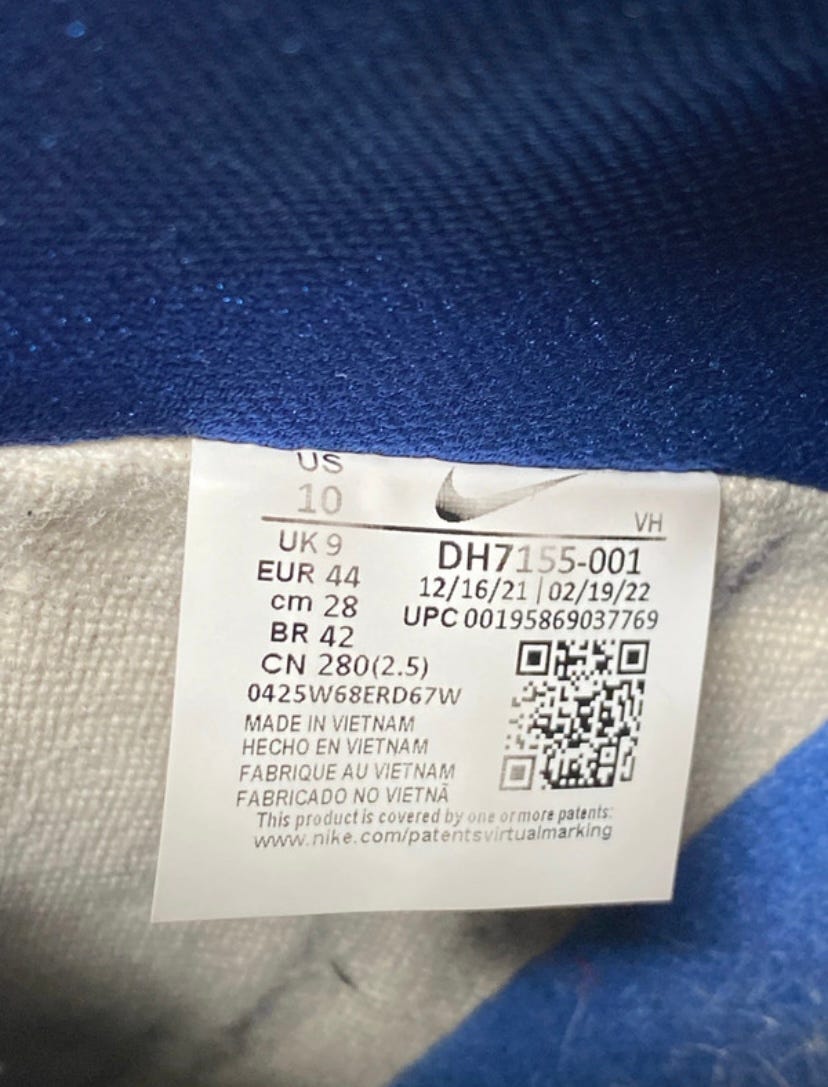 US
10
VH
UK 9
EUR 44
cm 28
BR 42
CN 280(2.5)
0425W68ERD67W
DH7155-001
12/16/21 | 02/19/22
UPC 00195869037769
MADE IN VIETNAM
HECHO EN VIETNAM
FABRIQUE AU VIETNAM
FABRICADO NO VIETNÃ
This product is covered by one or more patents:
www.nike.com/patentsvirtualmarking